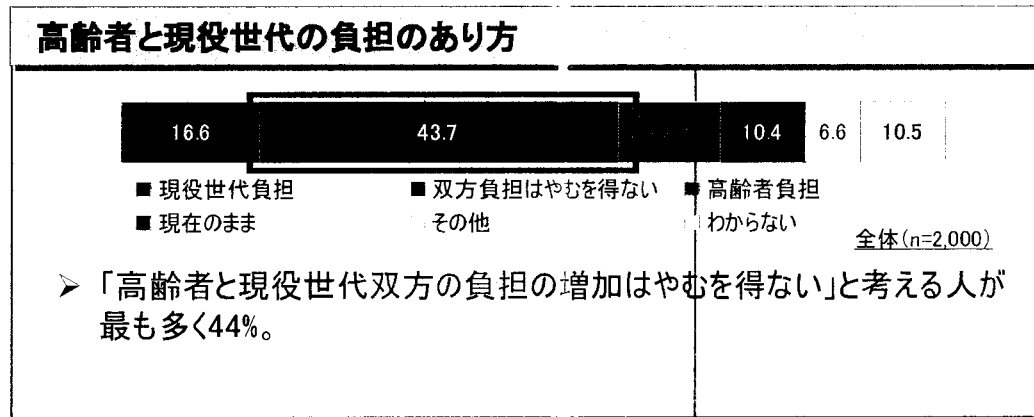 高齢者と現役世代の負担のあり方
16.6 43.7 10.4 6.6 10.5
■ 現役世代負担 ■ 双方負担はやむを得ない ■ 高齢者負担
■ 現在のまま その他 わからない
全体(n=2,000)
➢ 「高齢者と現役世代双方の負担の増加はやむを得ない」と考える人が
最も多く44%。